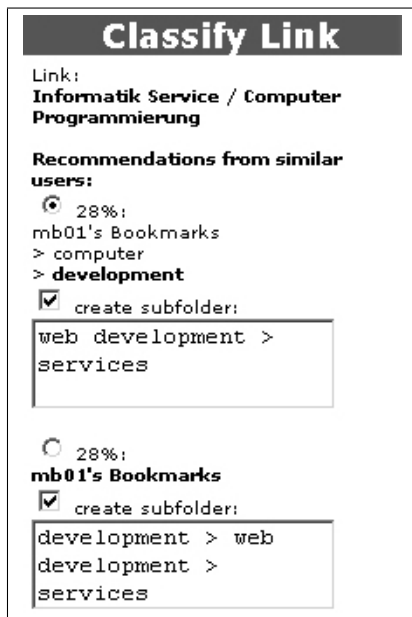 Classify Link
Link:
Informatik Service / Computer
Programmierung
Recommendations from similar
users:
28%:
mb01's Bookmarks
> computer
> development
create subfolder:
web development >
services
28%:
mb01's Bookmarks
create subfolder:
development > web
development >
services